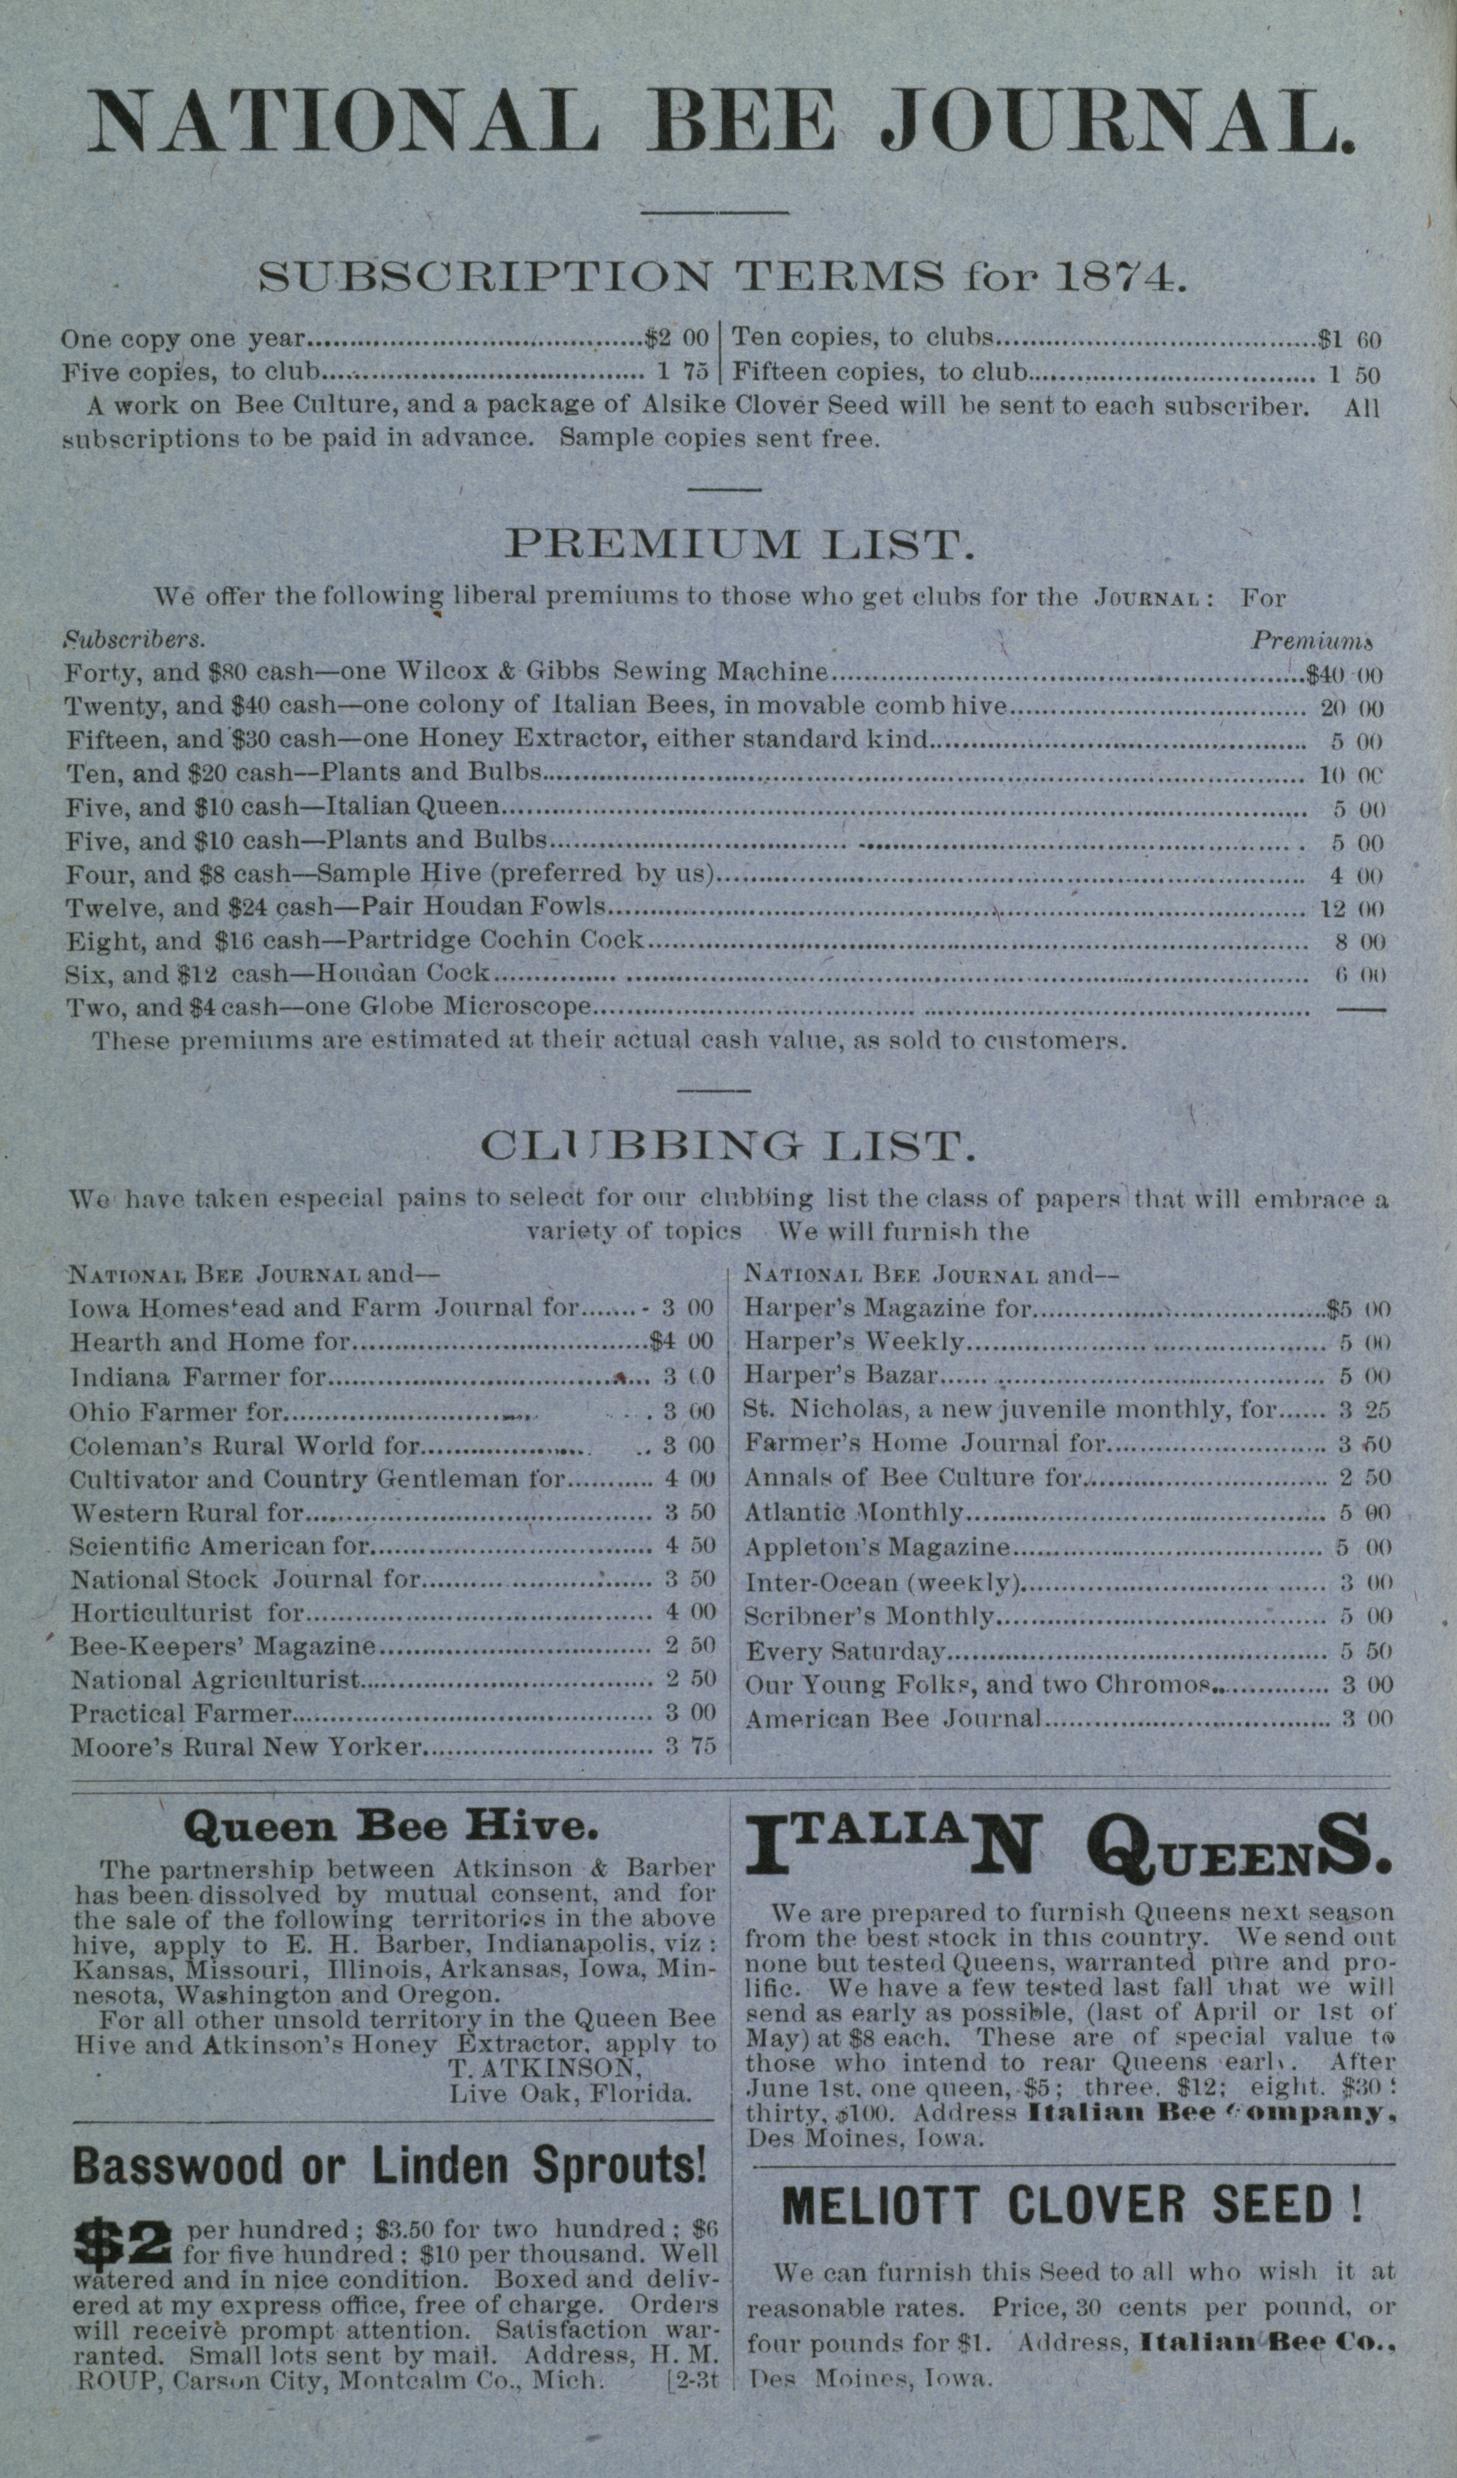 NATIONAL BEE JOURNAL.
SUBSCRIPTION TERMS for 1874.
One copy one year........$2 00
Five copies, to club........ 1 75
Ten copies, to clubs........$1 60
Fifteen copies, to club........ 1 50
A work on Bee Culture, and a package of Alsike Clover Seed will be sent to each subscriber. All
subscriptions to be paid in advance. Sample copies sent free.
PREMIUM LIST.
We offer the following liberal premiums to those who get clubs for the JOURNAL: For
Subscribers. Premiums
Forty, and $80 cash—one Wilcox & Gibbs Sewing Machine........$40 00
Twenty, and $40 cash—one colony of Italian Bees, in movable comb hive........ 20 00
Fifteen, and $30 cash—one Honey Extractor, either standard kind........ 5 00
Ten, and $20 cash—Plants and Bulbs........ 10 00
Five, and $10 cash—Italian Queen........ 5 00
Five, and $10 cash—Plants and Bulbs........ 5 00
Four, and $8 cash—Sample Hive (preferred by us)........ 4 00
Twelve, and $24 cash—Pair Houdan Fowls........ 12 00
Eight, and $16 cash—Partridge Cochin Cock........ 8 00
Six, and $12 cash—Houdan Cock........ 6 00
Two, and $4 cash—one Globe Microscope........ —
These premiums are estimated at their actual cash value, as sold to customers.
CLUBBING LIST.
We have taken especial pains to select for our clubbing list the class of papers that will embrace a
variety of topics We will furnish the
NATIONAL BEE JOURNAL and—
Iowa Homestead and Farm Journal for.......- 3 00
Hearth and Home for........$4 00
Indiana Farmer for........ 3 00
Ohio Farmer for........ 3 00
Coleman's Rural World for........ 3 00
Cultivator and Country Gentleman for........ 4 00
Western Rural for........ 3 50
Scientific American for........ 4 50
National Stock Journal for........ 3 50
Horticulturist for........ 4 00
Bee-Keepers' Magazine........ 2 50
National Agriculturist........ 2 50
Practical Farmer........ 3 00
Moore's Rural New Yorker........ 3 75
NATIONAL BEE JOURNAL and—
Harper's Magazine for........$5 00
Harper's Weekly........ 5 00
Harper's Bazar........ 5 00
St. Nicholas, a new juvenile monthly, for...... 3 25
Farmer's Home Journal for........ 3 50
Annals of Bee Culture for........ 2 50
Atlantic Monthly........ 5 00
Appleton's Magazine........ 5 00
Inter-Ocean (weekly)........ 3 00
Scribner's Monthly........ 5 00
Every Saturday........ 5 50
Our Young Folks, and two Chromos........ 3 00
American Bee Journal........ 3 00
Queen Bee Hive.
The partnership between Atkinson & Barber
has been dissolved by mutual consent, and for
the sale of the following territories in the above
hive, apply to E. H. Barber, Indianapolis, viz:
Kansas, Missouri, Illinois, Arkansas, Iowa, Min-
nesota, Washington and Oregon.
For all other unsold territory in the Queen Bee
Hive and Atkinson's Honey Extractor, apply to
T. ATKINSON,
Live Oak, Florida.
Basswood or Linden Sprouts!
$2 per hundred; $3.50 for two hundred; $6
for five hundred; $10 per thousand. Well
watered and in nice condition. Boxed and deliv-
ered at my express office, free of charge. Orders
will receive prompt attention. Satisfaction war-
ranted. Small lots sent by mail. Address, H. M.
ROUP, Carson City, Montcalm Co., Mich. [2-3t
ITALIAN QUEENS.
We are prepared to furnish Queens next season
from the best stock in this country. We send out
none but tested Queens, warranted pure and pro-
lific. We have a few tested last fall that we will
send as early as possible, (last of April or 1st of
May) at $8 each. These are of special value to
those who intend to rear Queens early. After
June 1st, one queen, $5; three, $12; eight, $30;
thirty, $100. Address Italian Bee Company,
Des Moines, Iowa.
MELIOTT CLOVER SEED!
We can furnish this Seed to all who wish it at
reasonable rates. Price, 30 cents per pound, or
four pounds for $1. Address, Italian Bee Co.,
Des Moines, Iowa.